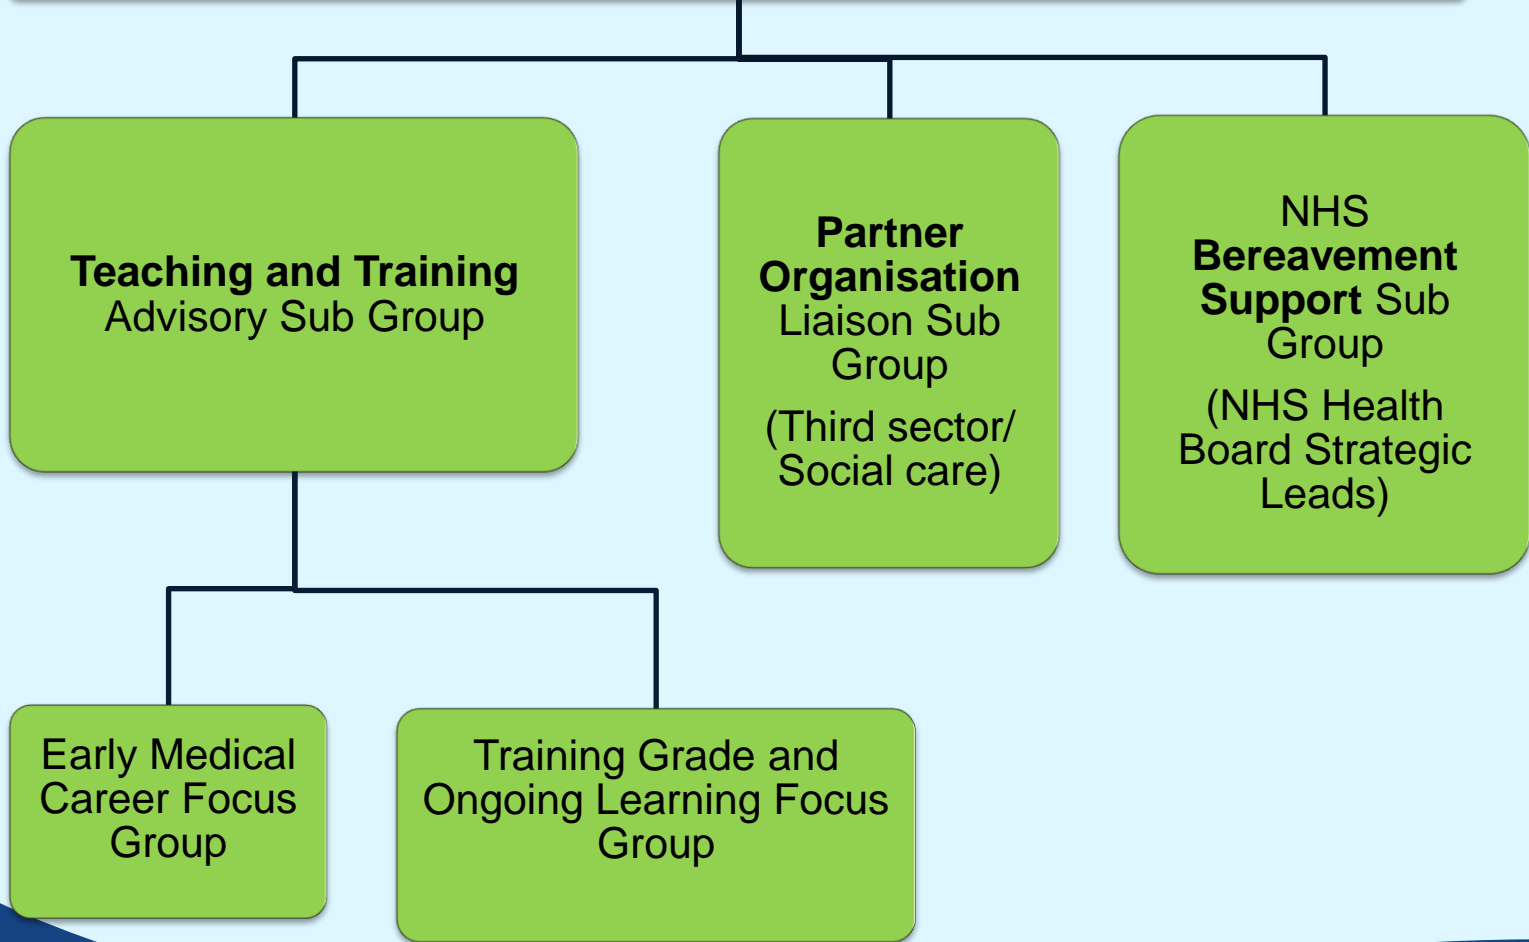 Teaching and Training
Advisory Sub Group
Partner
Organisation
Liaison Sub
Group
(Third sector/
Social care)
NHS
Bereavement
Support Sub
Group
(NHS Health
Board Strategic
Leads)
Early Medical
Career Focus
Group
Training Grade and
Ongoing Learning Focus
Group